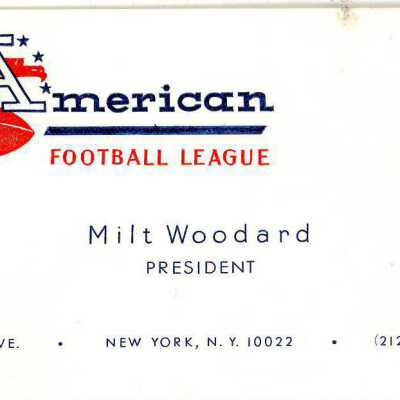 American
FOOTBALL LEAGUE
Milt Woodard
PRESIDENT
VE. • NEW YORK, N. Y. 10022 • (212